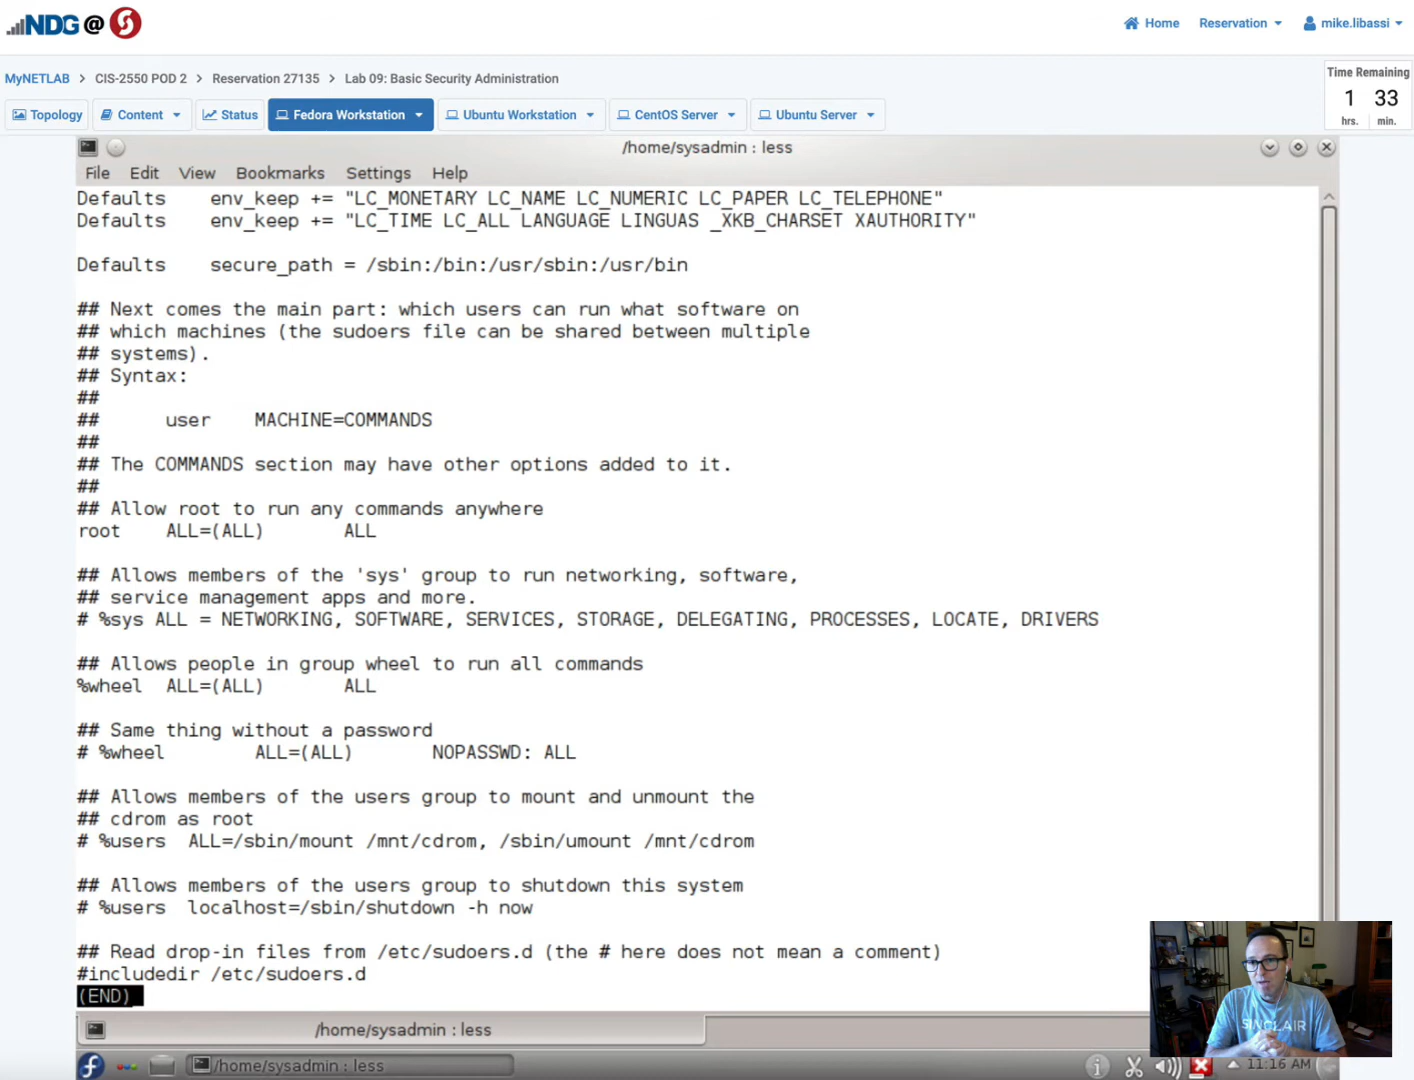 NDG @ S
Home
Reservation
mike.libassi
MyNETLAB > CIS-2550 POD 2 > Reservation 27135 > Lab 09: Basic Security Administration
Time Remaining
1 33
hrs. min.
Topology
Content
Status
Fedora Workstation
Ubuntu Workstation
CentOS Server
Ubuntu Server
/home/sysadmin : less
File Edit View Bookmarks Settings Help
Defaults    env_keep += "LC_MONETARY LC_NAME LC_NUMERIC LC_PAPER LC_TELEPHONE"
Defaults    env_keep += "LC_TIME LC_ALL LANGUAGE LINGUAS _XKB_CHARSET XAUTHORITY"
Defaults    secure_path = /sbin:/bin:/usr/sbin:/usr/bin
## Next comes the main part: which users can run what software on
## which machines (the sudoers file can be shared between multiple
## systems).
## Syntax:
##
##      user    MACHINE=COMMANDS
##
## The COMMANDS section may have other options added to it.
##
## Allow root to run any commands anywhere
root    ALL=(ALL)       ALL
## Allows members of the 'sys' group to run networking, software,
## service management apps and more.
# %sys ALL = NETWORKING, SOFTWARE, SERVICES, STORAGE, DELEGATING, PROCESSES, LOCATE, DRIVERS
## Allows people in group wheel to run all commands
%wheel  ALL=(ALL)       ALL
## Same thing without a password
# %wheel        ALL=(ALL)       NOPASSWD: ALL
## Allows members of the users group to mount and unmount the
## cdrom as root
# %users  ALL=/sbin/mount /mnt/cdrom, /sbin/umount /mnt/cdrom
## Allows members of the users group to shutdown this system
# %users  localhost=/sbin/shutdown -h now
## Read drop-in files from /etc/sudoers.d (the # here does not mean a comment)
#includedir /etc/sudoers.d
(END)
/home/sysadmin : less
/home/sysadmin : less
11:16 AM
SINCLAIR